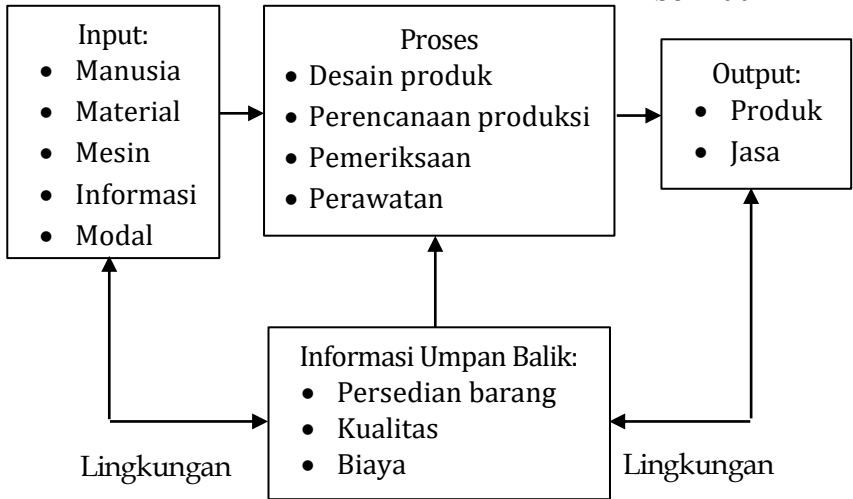 Input:
• Manusia
• Material
• Mesin
• Informasi
• Modal
Proses
• Desain produk
• Perencanaan produksi
• Pemeriksaan
• Perawatan
Output:
• Produk
• Jasa
Informasi Umpan Balik:
• Persedian barang
• Kualitas
• Biaya
Lingkungan
Lingkungan